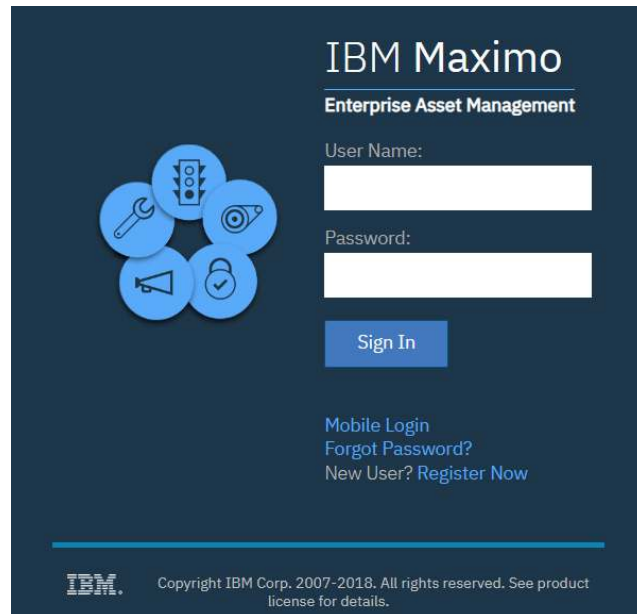 IBM Maximo
Enterprise Asset Management
User Name:
Password:
Sign In
Mobile Login
Forgot Password?
New User? Register Now
IBM.
Copyright IBM Corp. 2007-2018. All rights reserved. See product
license for details.